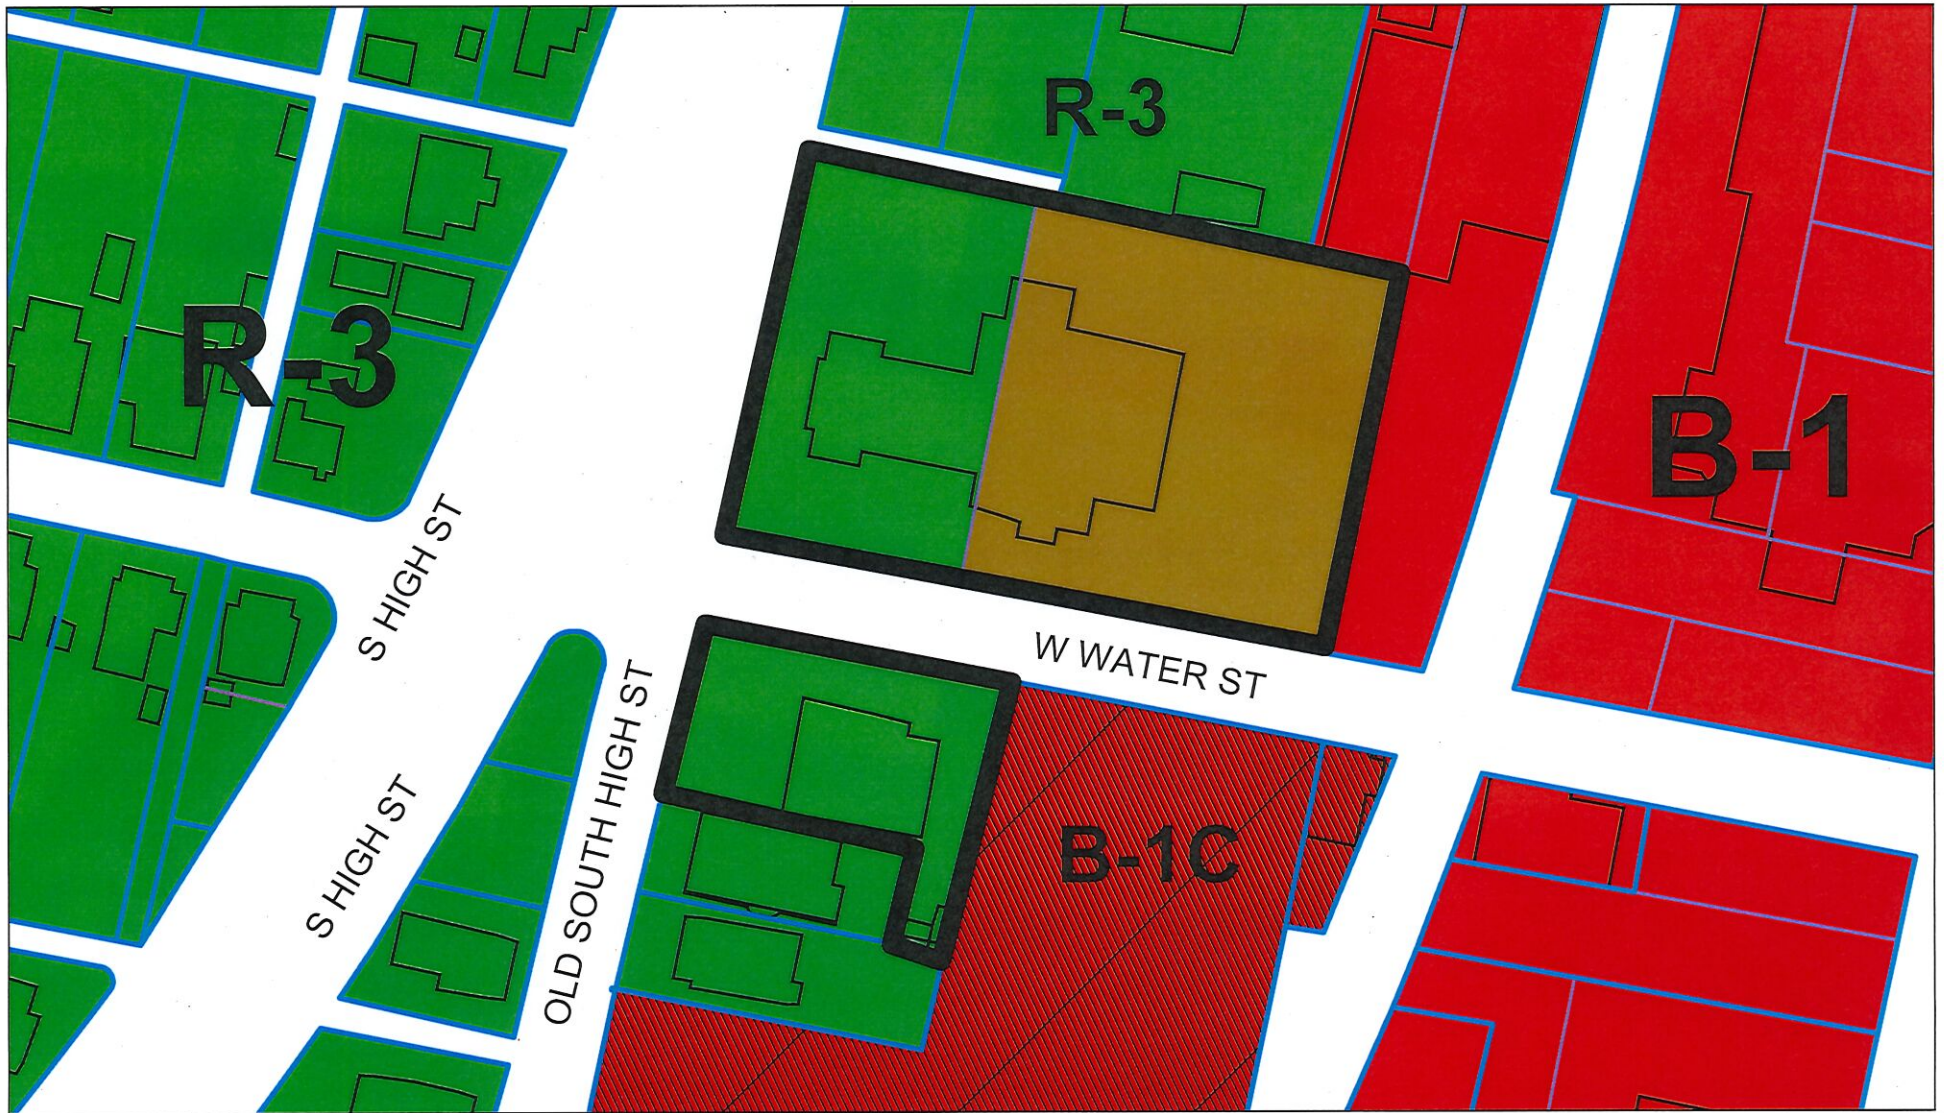 R-3
R-3
B-1
S HIGH ST
W WATER ST
OLD SOUTH HIGH ST
S HIGH ST
B-1C